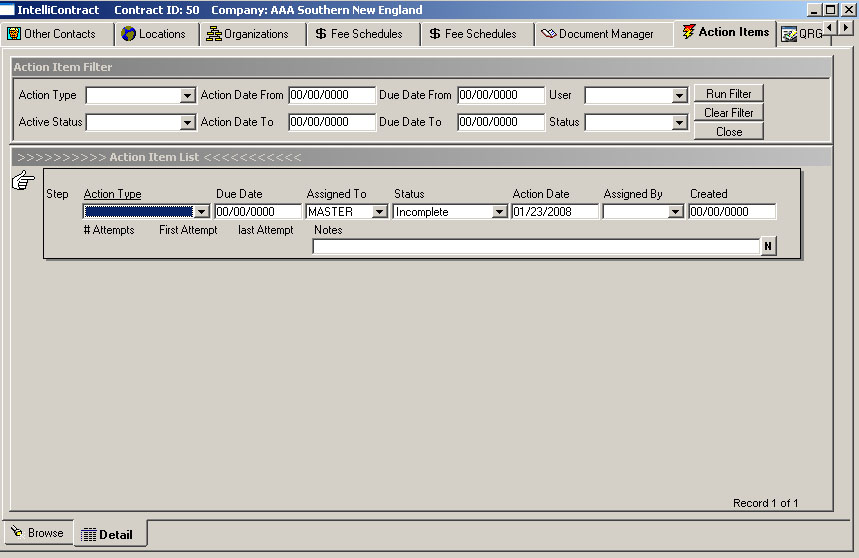 IntelliContract Contract ID: 50 Company: AAA Southern New England
Other Contacts Locations Organizations $ Fee Schedules $ Fee Schedules Document Manager Action Items QRG
Action Item Filter
Action Type Action Date From 00/00/0000 Due Date From 00/00/0000 User Run Filter
Clear Filter
Active Status Action Date To 00/00/0000 Due Date To 00/00/0000 Status
Close
>>>>>>>>>> Action Item List <<<<<<<<<<<
Step Action Type Due Date Assigned To Status Action Date Assigned By Created
00/00/0000 MASTER Incomplete 01/23/2008 00/00/0000
# Attempts First Attempt last Attempt Notes
N
Record 1 of 1
Browse Detail